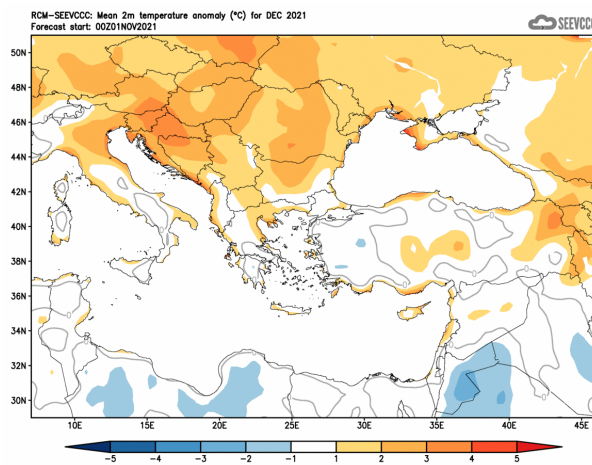 RCM-SEEVCCC: Mean 2m temperature anomaly (°C) for DEC 2021
Forecast start: 00Z01NOV2021
SEEVCCC
50N
48N
46N
44N
42N
40N
38N
36N
34N
32N
30N
10E 15E 20E 25E 30E 35E 40E 45E
-5 -4 -3 -2 -1 1 2 3 4 5